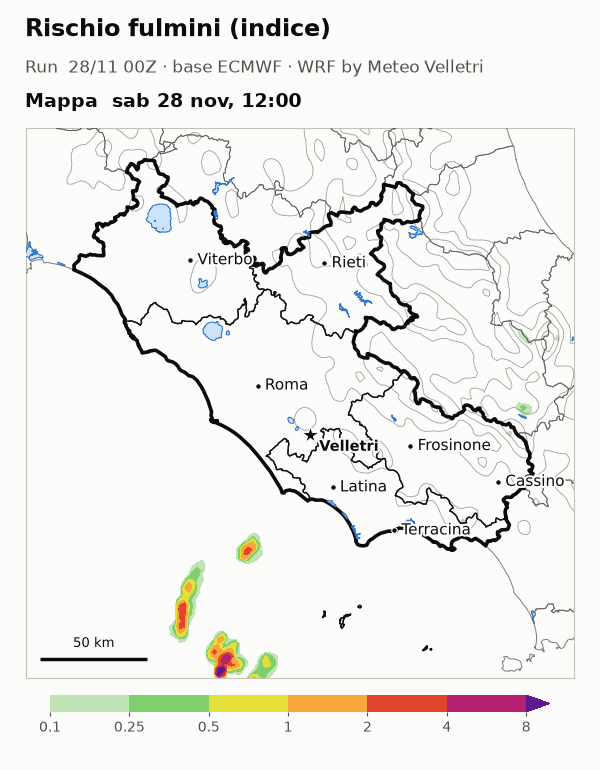 Rischio fulmini (indice)
Run  28/11 00Z · base ECMWF · WRF by Meteo Velletri
Mappa  sab 28 nov, 12:00
Viterbo
Rieti
Roma
Velletri
Frosinone
Cassino
Latina
Terracina
50 km
0.1 0.25 0.5 1 2 4 8